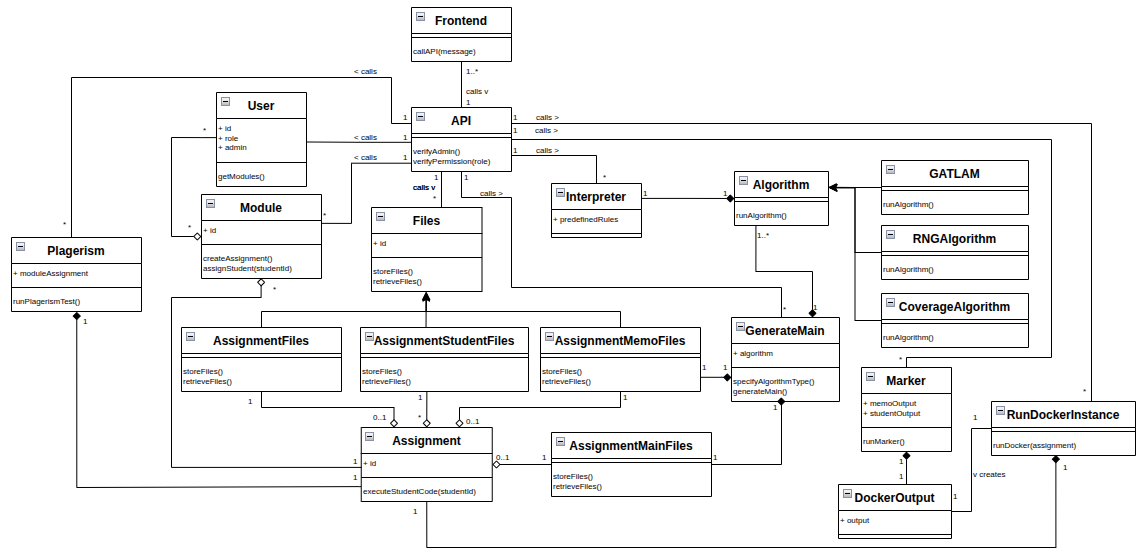 Frontend
callAPI(message)
1..*
calls v
1
< calls
User
+ id
+ role
+ admin
getModules()
*
< calls
< calls
1
1
1
API
verifyAdmin()
verifyPermission(role)
1
calls >
1
calls >
1
calls >
*
Interpreter
+ predefinedRules
1
1
Algorithm
runAlgorithm()
1..*
GATLAM
runAlgorithm()
RNGAlgorithm
runAlgorithm()
CoverageAlgorithm
runAlgorithm()
Module
+ id
createAssignment()
assignStudent(studentId)
*
*
*
1
calls v
*
1
calls >
Files
+ id
storeFiles()
retrieveFiles()
*
Plagerism
+ moduleAssignment
runPlagerismTest()
1
AssignmentFiles
storeFiles()
retrieveFiles()
1
AssignmentStudentFiles
storeFiles()
retrieveFiles()
1
AssignmentMemoFiles
storeFiles()
retrieveFiles()
1
1
1
*
1
GenerateMain
+ algorithm
specifyAlgorithmType()
generateMain()
1
*
Marker
+ memoOutput
+ studentOutput
runMarker()
1
1
*
RunDockerInstance
runDocker(assignment)
1
1
v creates
1
DockerOutput
+ output
0..1
*
0..1
Assignment
+ id
executeStudentCode(studentId)
1
1
1
0..1
1
AssignmentMainFiles
storeFiles()
retrieveFiles()
1